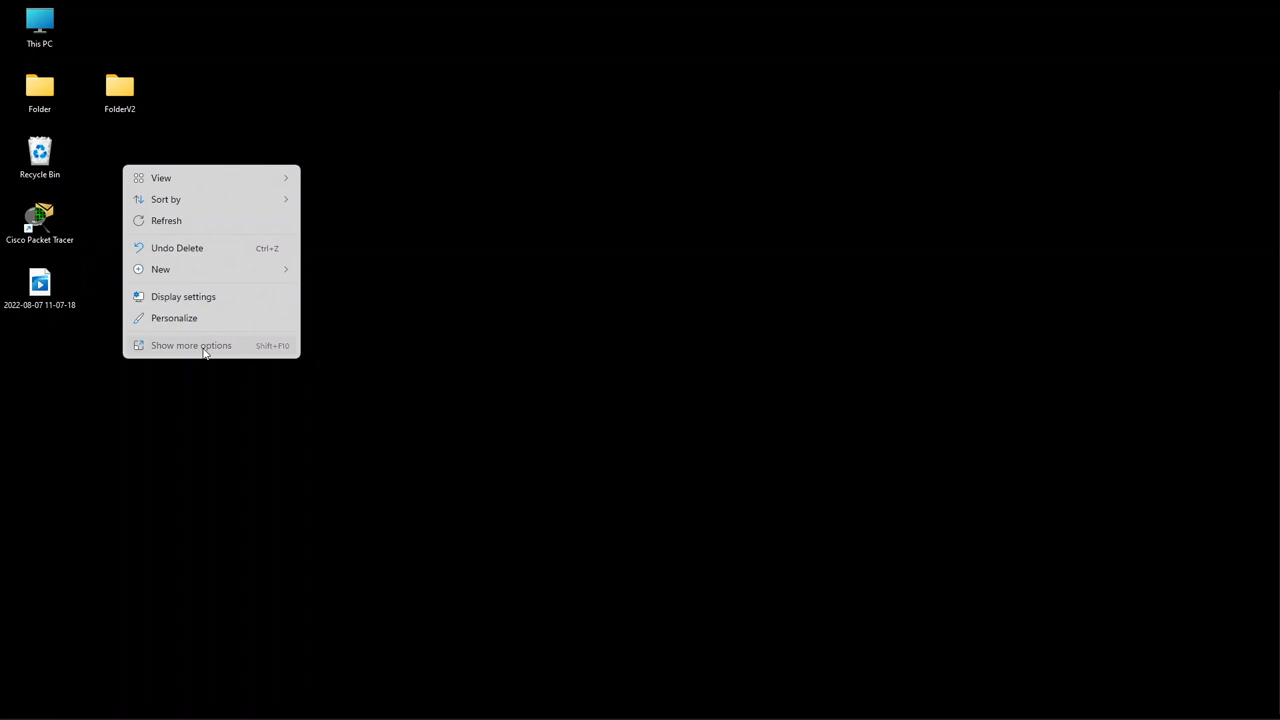 This PC
Folder
FolderV2
Recycle Bin
Cisco Packet Tracer
2022-08-07 11-07-18
View
Sort by
Refresh
Undo Delete Ctrl+Z
New
Display settings
Personalize
Show more options Shift+F10